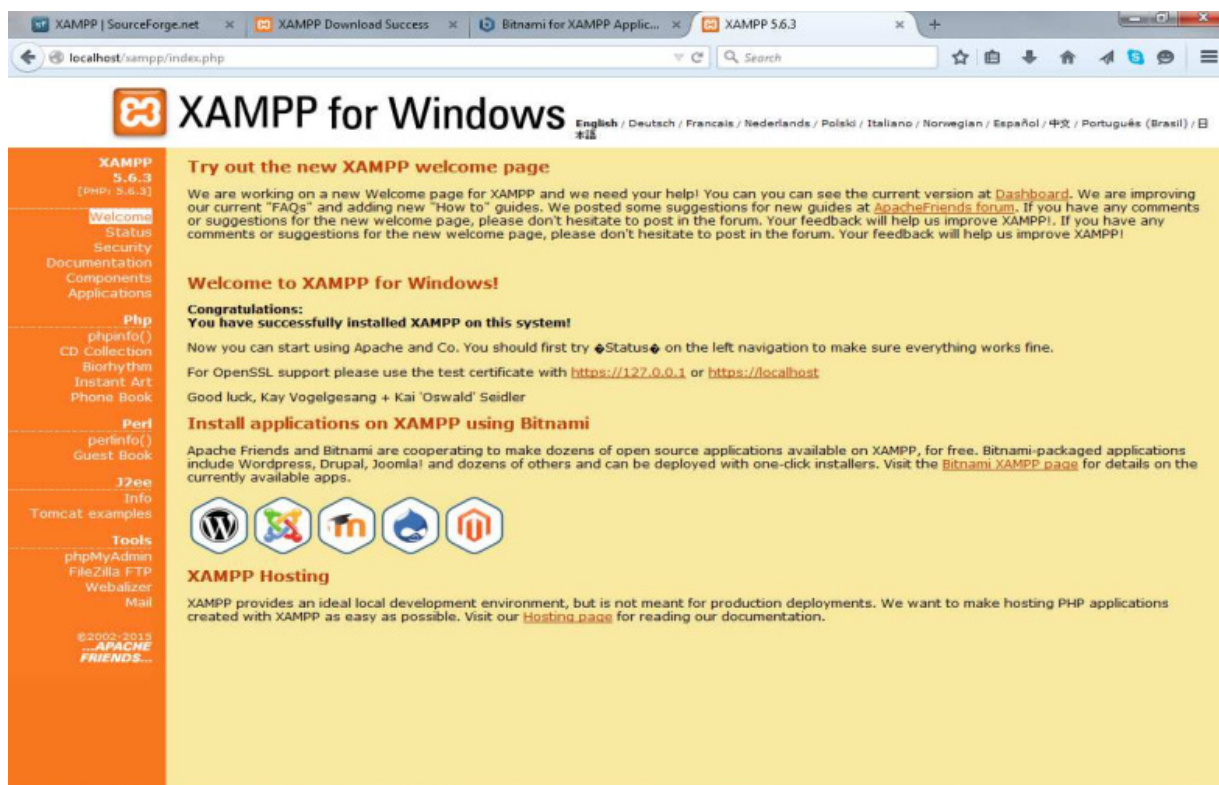 XAMPP | SourceForge.net
XAMPP Download Success
Bitnami for XAMPP Applic...
XAMPP 5.6.3
localhost/xampp/index.php
Search
XAMPP for Windows
English / Deutsch / Francais / Nederlands / Polski / Italiano / Norwegian / Español / 中文 / Português (Brasil) / 日
本語
XAMPP
5.6.3
[PHP: 5.6.3]
Welcome
Status
Security
Documentation
Components
Applications
Php
phpinfo()
CD Collection
Biorhythm
Instant Art
Phone Book
Perl
perlinfo()
Guest Book
J2ee
Info
Tomcat examples
Tools
phpMyAdmin
FileZilla FTP
Webalizer
Mail
©2002-2015
...APACHE
FRIENDS...
Try out the new XAMPP welcome page
We are working on a new Welcome page for XAMPP and we need your help! You can you can see the current version at Dashboard. We are improving
our current "FAQs" and adding new "How to" guides. We posted some suggestions for new guides at ApacheFriends forum. If you have any comments
or suggestions for the new welcome page, please don't hesitate to post in the forum. Your feedback will help us improve XAMPP!. If you have any
comments or suggestions for the new welcome page, please don't hesitate to post in the forum. Your feedback will help us improve XAMPP!
Welcome to XAMPP for Windows!
Congratulations:
You have successfully installed XAMPP on this system!
Now you can start using Apache and Co. You should first try �Status� on the left navigation to make sure everything works fine.
For OpenSSL support please use the test certificate with https://127.0.0.1 or https://localhost
Good luck, Kay Vogelgesang + Kai 'Oswald' Seidler
Install applications on XAMPP using Bitnami
Apache Friends and Bitnami are cooperating to make dozens of open source applications available on XAMPP, for free. Bitnami-packaged applications
include Wordpress, Drupal, Joomla! and dozens of others and can be deployed with one-click installers. Visit the Bitnami XAMPP page for details on the
currently available apps.
XAMPP Hosting
XAMPP provides an ideal local development environment, but is not meant for production deployments. We want to make hosting PHP applications
created with XAMPP as easy as possible. Visit our Hosting page for reading our documentation.